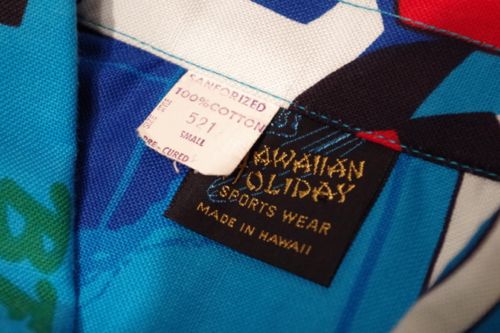 SANFORIZED
100% COTTON
521
SMALL
PRE-CURED
HAWAIIAN
HOLIDAY
SPORTS WEAR
MADE IN HAWAII